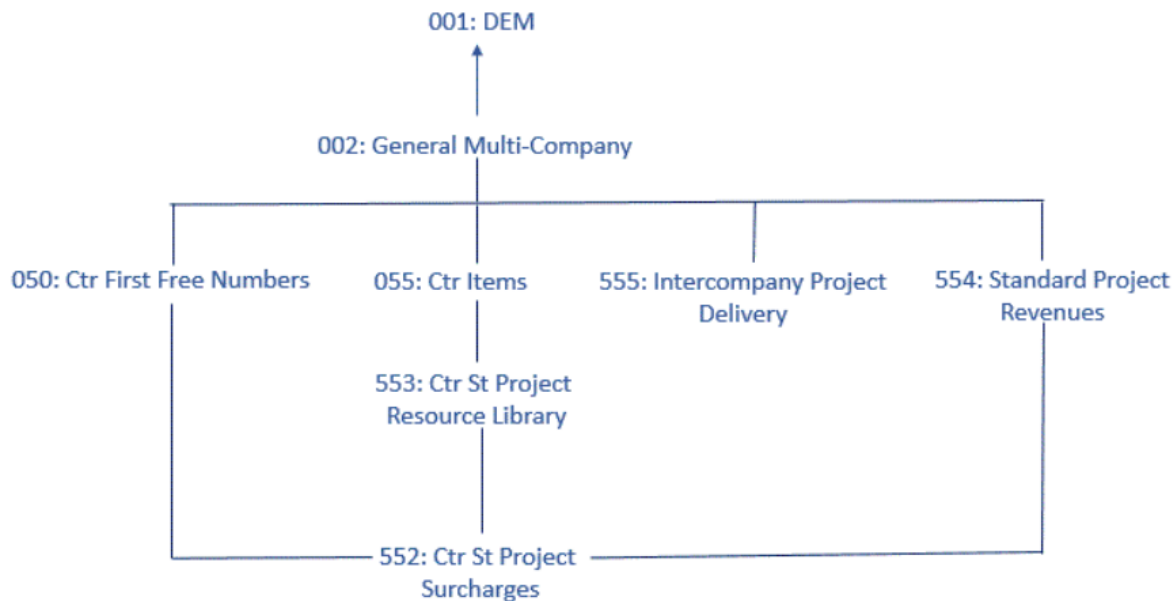 001: DEM
002: General Multi-Company
050: Ctr First Free Numbers
055: Ctr Items
555: Intercompany Project
Delivery
554: Standard Project
Revenues
553: Ctr St Project
Resource Library
552: Ctr St Project
Surcharges